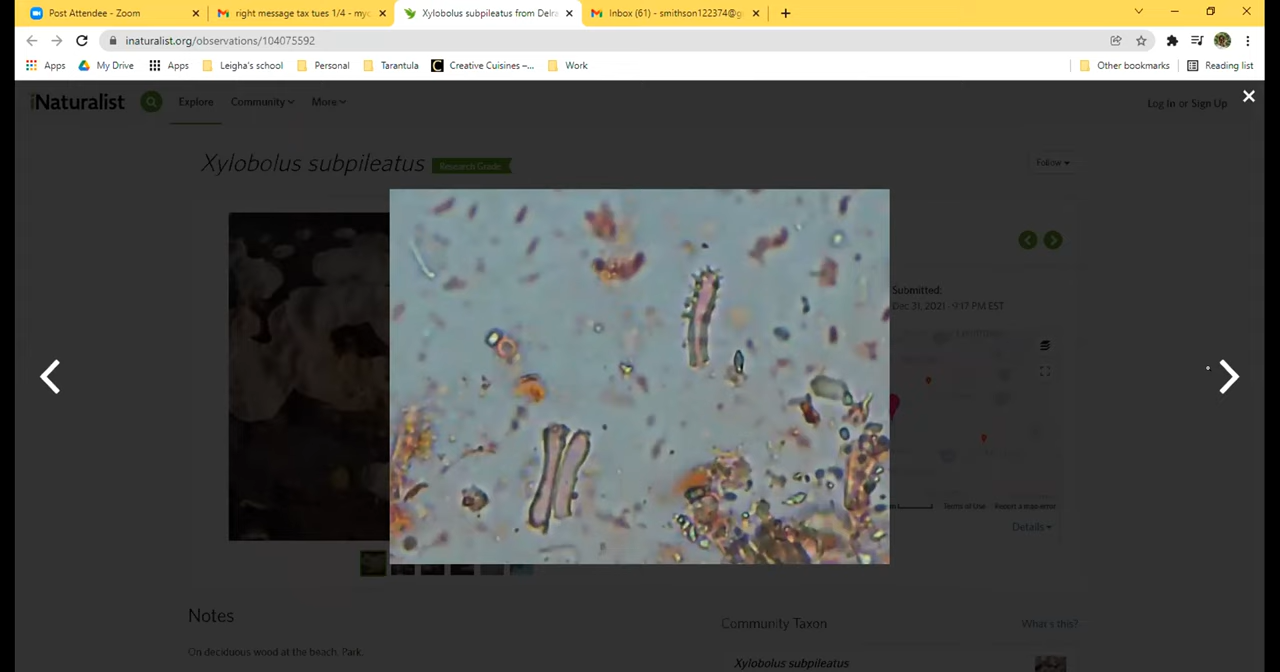 Post Attendee - Zoom
right message tax tues 1/4 - myc
Xylobolus subpileatus from Delra
Inbox (61) - smithson122374@g
inaturalist.org/observations/104075592
Apps My Drive Apps Leigha's school Personal Tarantula Creative Cuisines –... Work Other bookmarks Reading list
iNaturalist Explore Community More Log In or Sign Up
Xylobolus subpileatus Research Grade Follow
Submitted:
Dec 31, 2021 · 9:17 PM EST
Terms of Use Report a map error
Details
Notes
Community Taxon What's this?
On deciduous wood at the beach. Park.
Xylobolus subpileatus